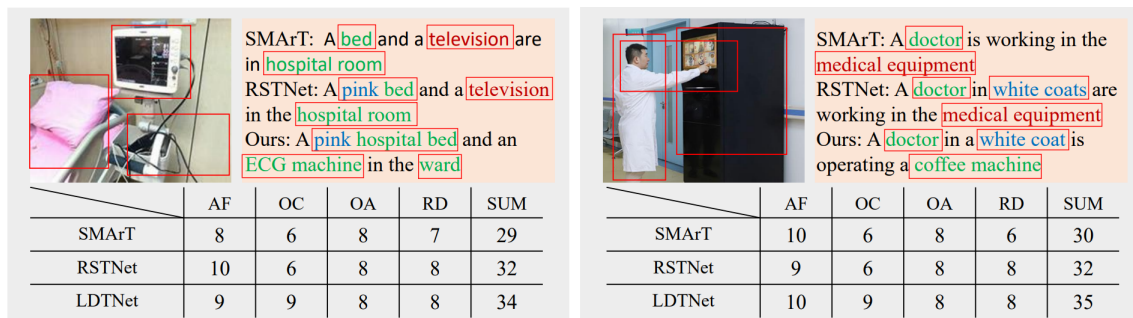 SMArT: A bed and a television are
in hospital room
RSTNet: A pink bed and a television
in the hospital room
Ours: A pink hospital bed and an
ECG machine in the ward
AF OC OA RD SUM
SMArT 8 6 8 7 29
RSTNet 10 6 8 8 32
LDTNet 9 9 8 8 34
SMArT: A doctor is working in the
medical equipment
RSTNet: A doctor in white coats are
working in the medical equipment
Ours: A doctor in a white coat is
operating a coffee machine
AF OC OA RD SUM
SMArT 10 6 8 6 30
RSTNet 9 6 8 8 32
LDTNet 10 9 8 8 35